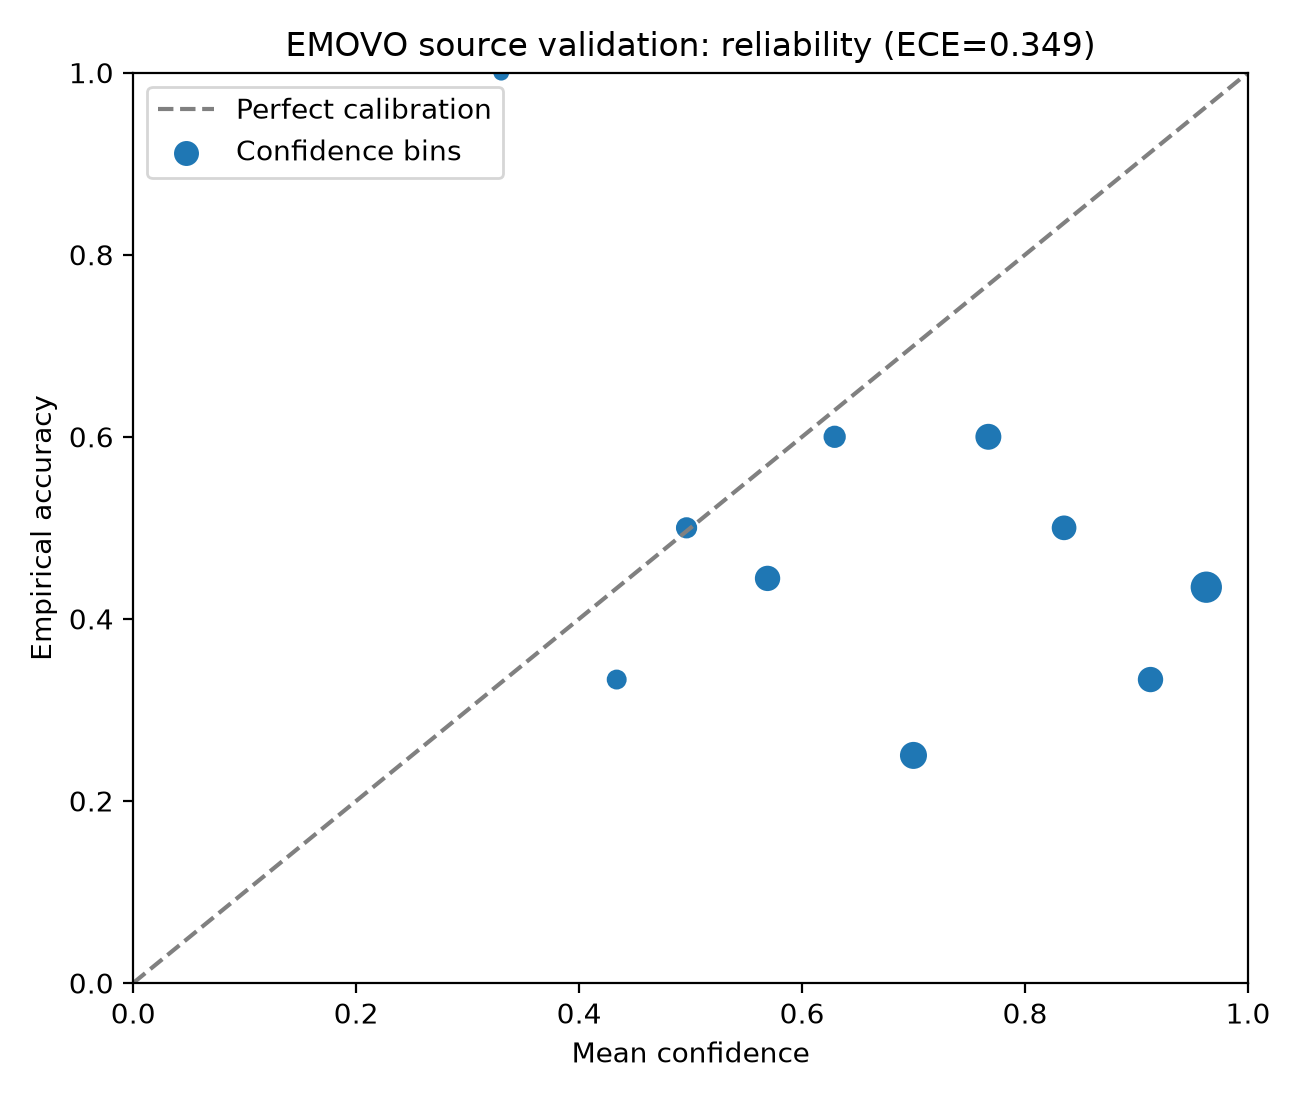 EMOVO source validation: reliability (ECE=0.349)
Perfect calibration
Confidence bins
Empirical accuracy
1.0
0.8
0.6
0.4
0.2
0.0
0.0 0.2 0.4 0.6 0.8 1.0
Mean confidence